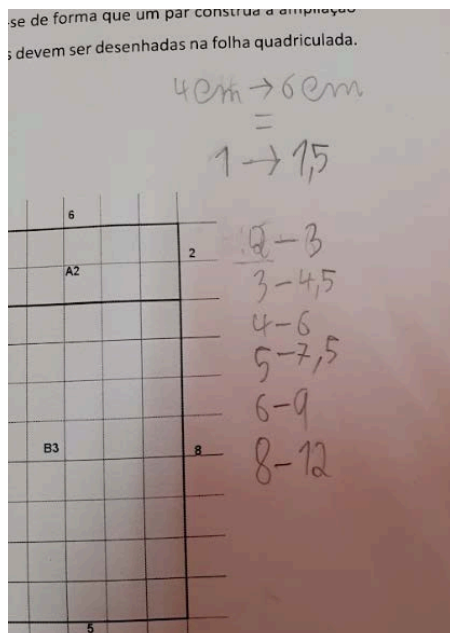 -se de forma que um par construa a ampliação
s devem ser desenhadas na folha quadriculada.
4cm → 6cm
=
1 → 1,5
6
2
A2
2 - 3
3 - 4,5
4 - 6
5 - 7,5
6 - 9
8 - 12
B3
8
5